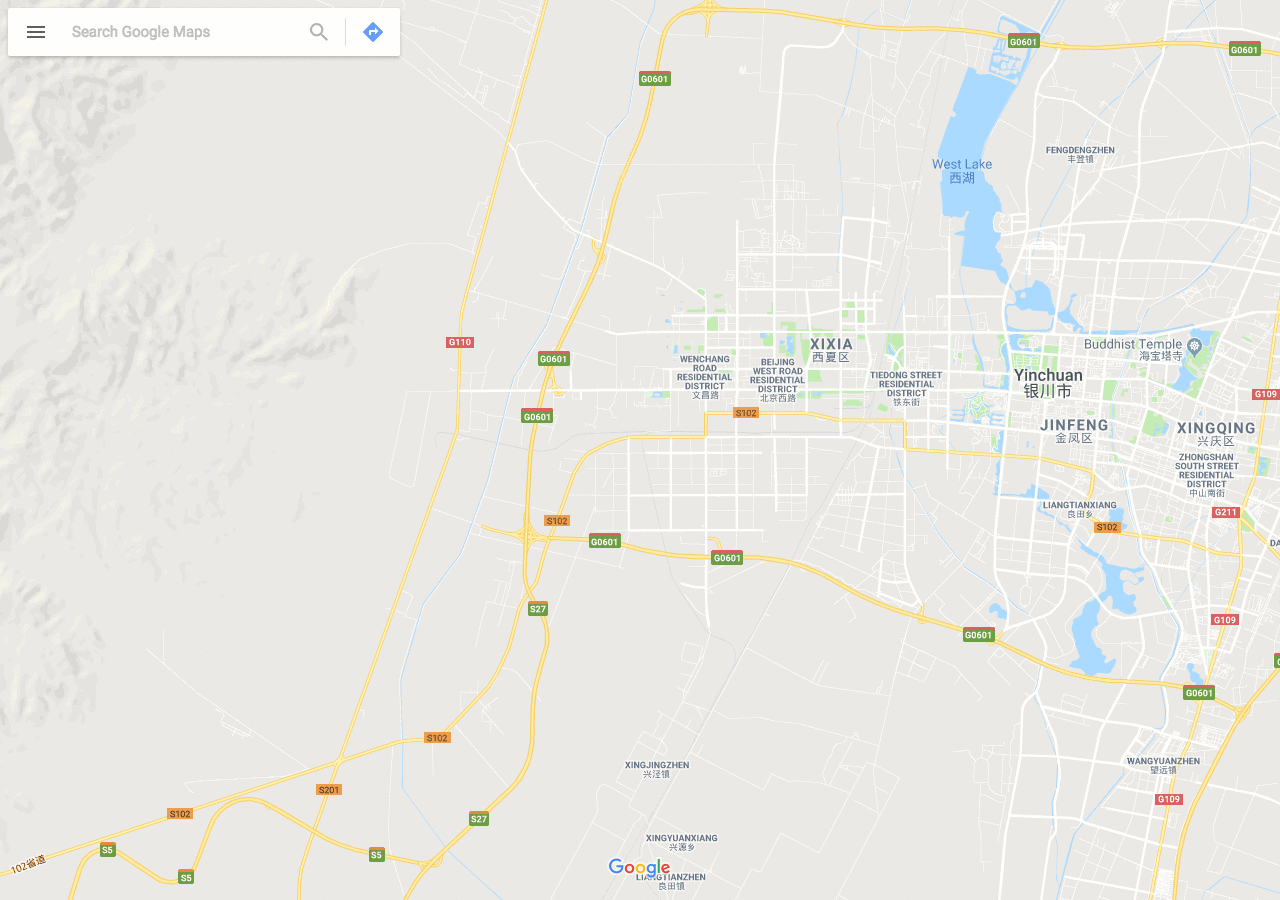 Search Google Maps
G0601
G0601
G0601
FENGDENGZHEN
丰登镇
West Lake
西湖
G110
G0601
G0601
WENCHANG
ROAD
RESIDENTIAL
DISTRICT
文昌路
BEIJING
WEST ROAD
RESIDENTIAL
DISTRICT
北京西路
XIXIA
西夏区
TIEDONG STREET
RESIDENTIAL
DISTRICT
铁东街
Buddhist Temple
海宝塔寺
Yinchuan
银川市
G109
S102
JINFENG
金凤区
XINGQING
兴庆区
ZHONGSHAN
SOUTH STREET
RESIDENTIAL
DISTRICT
中山南街
LIANGTIANXIANG
良田乡
G211
S102
S102
G0601
G0601
DA
S27
G109
G0601
G0601
S102
XINGJINGZHEN
兴泾镇
WANGYUANZHEN
望远镇
S201
G109
S102
S27
XINGYUANXIANG
兴源乡
S5
S5
102省道
S5
Google
LIANGTIANZHEN
良田镇